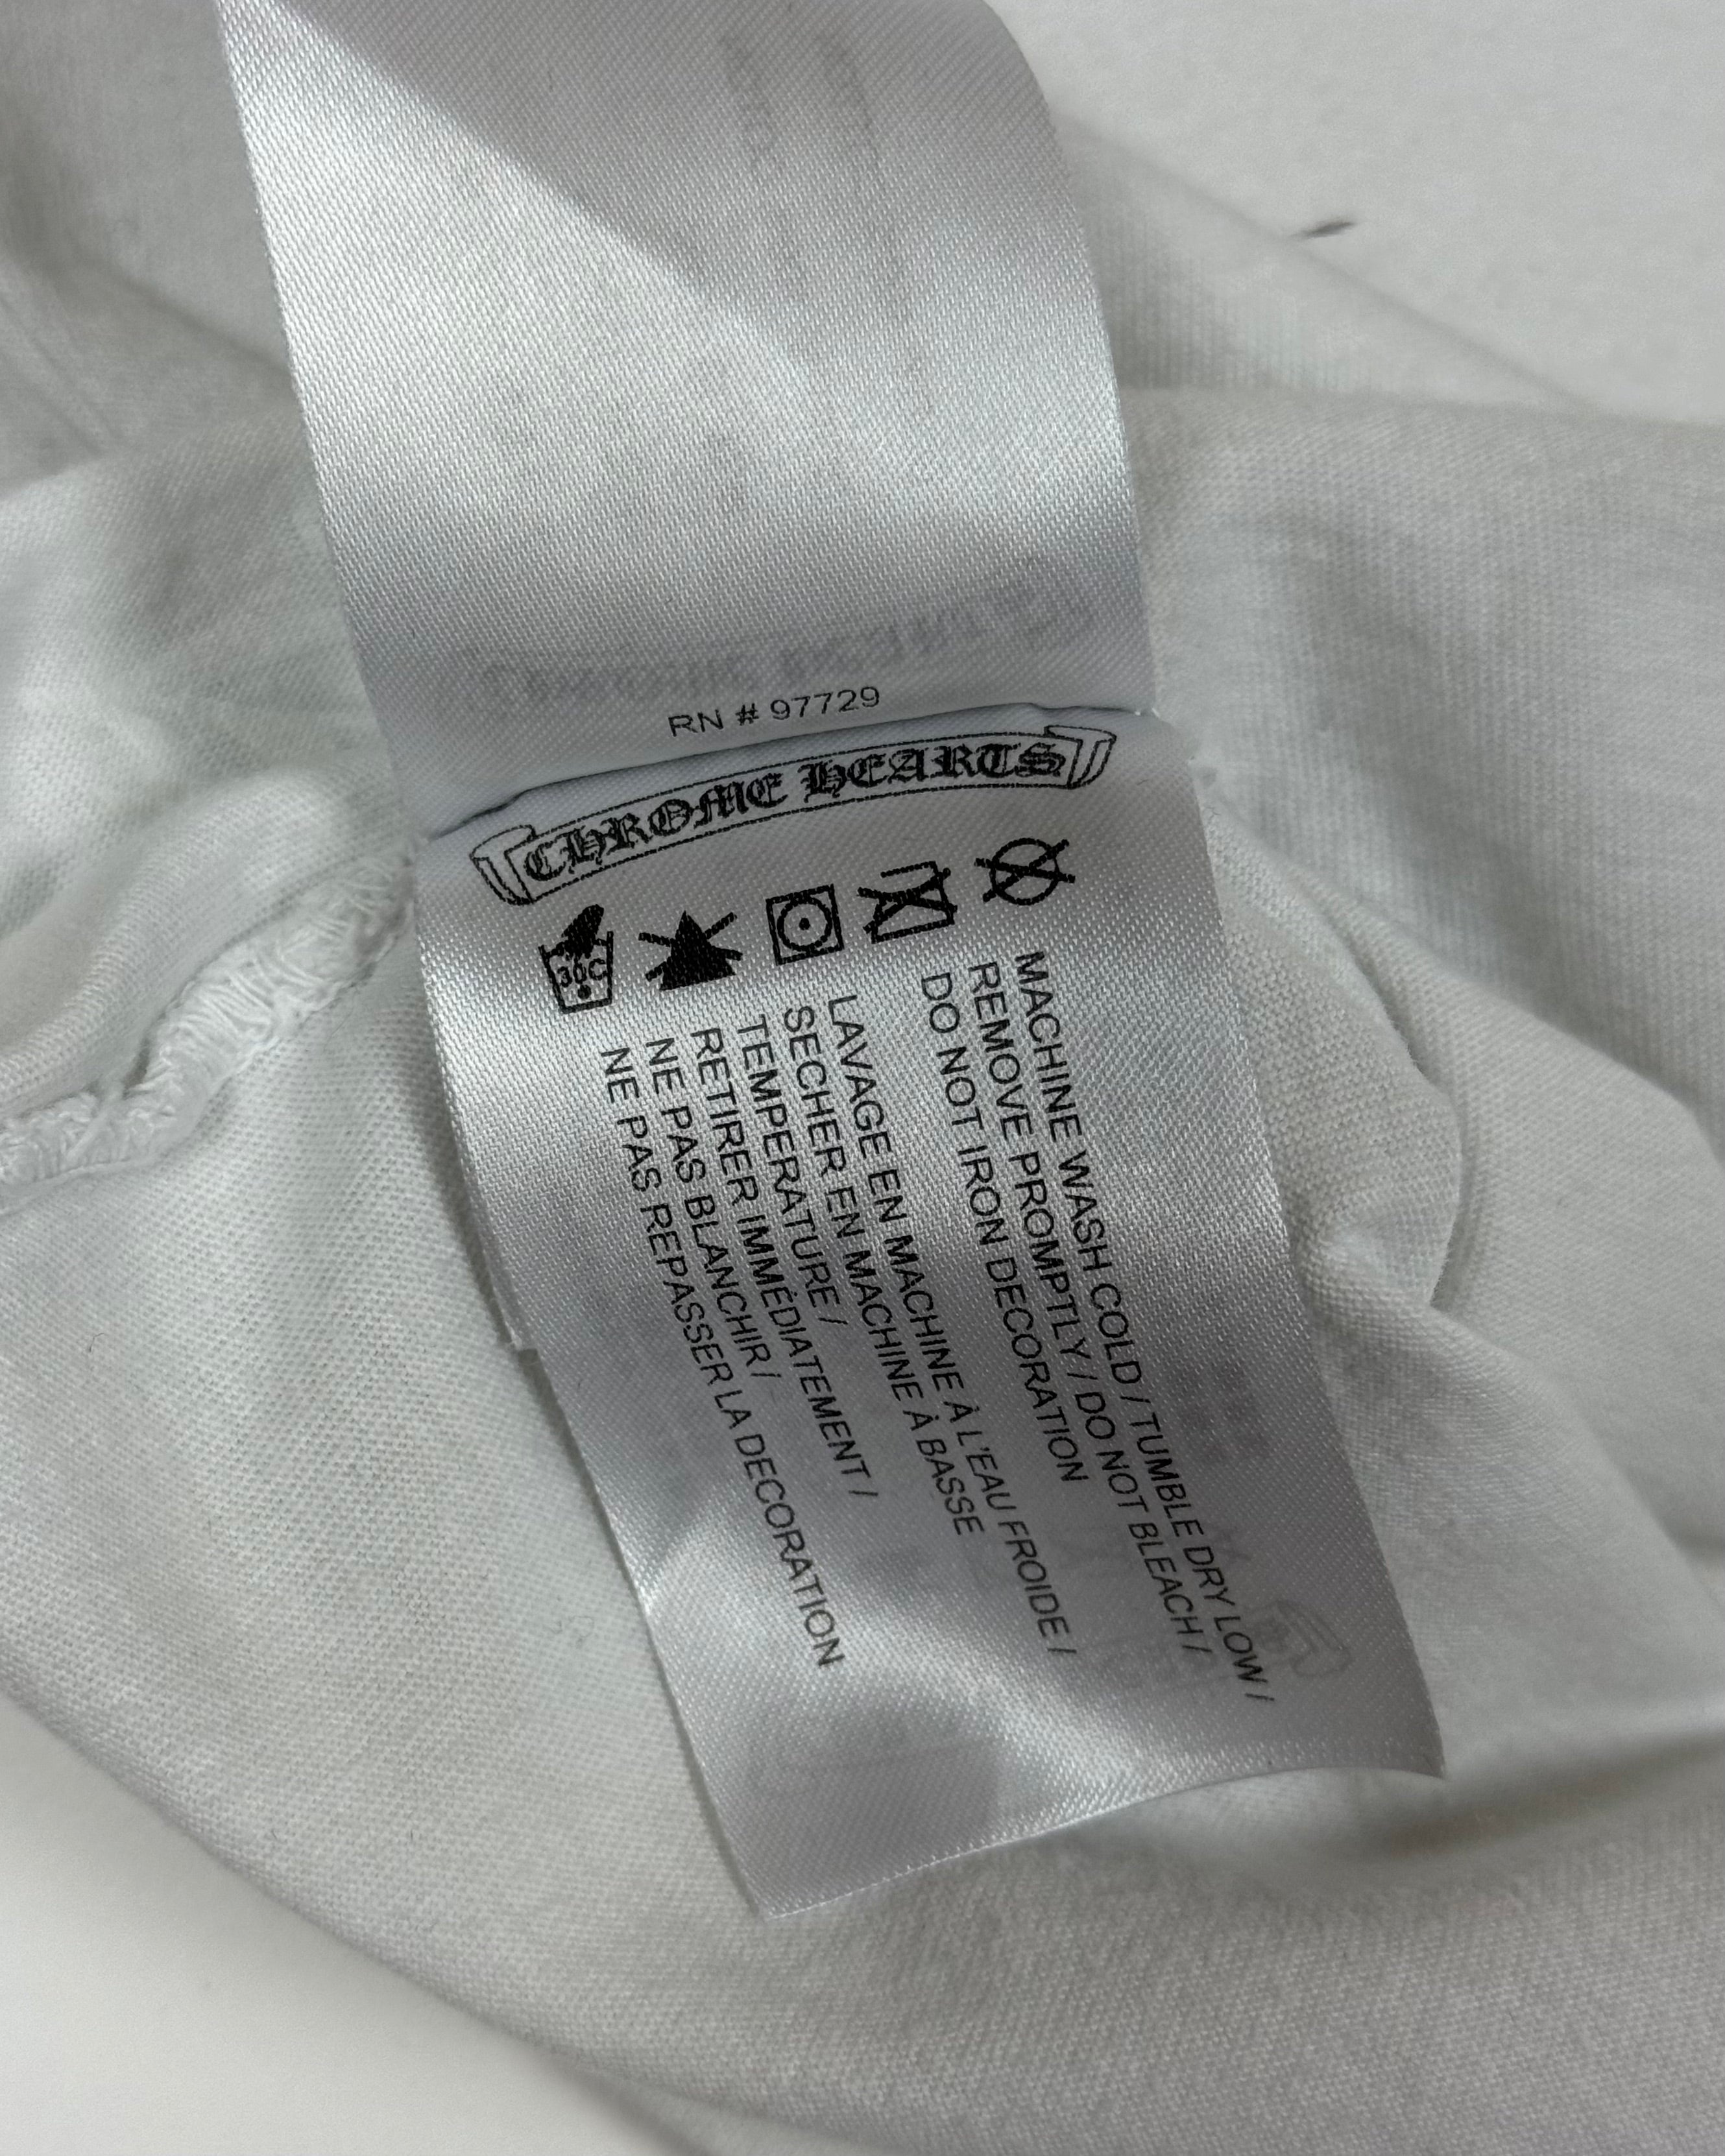 RN # 97729
CHROME HEARTS
30C
MACHINE WASH COLD / TUMBLE DRY LOW /
REMOVE PROMPTLY / DO NOT BLEACH /
DO NOT IRON DECORATION
LAVAGE EN MACHINE À L'EAU FROIDE /
SECHER EN MACHINE À BASSE
TEMPERATURE /
RETIRER IMMÉDIATEMENT /
NE PAS BLANCHIR /
NE PAS REPASSER LA DECORATION